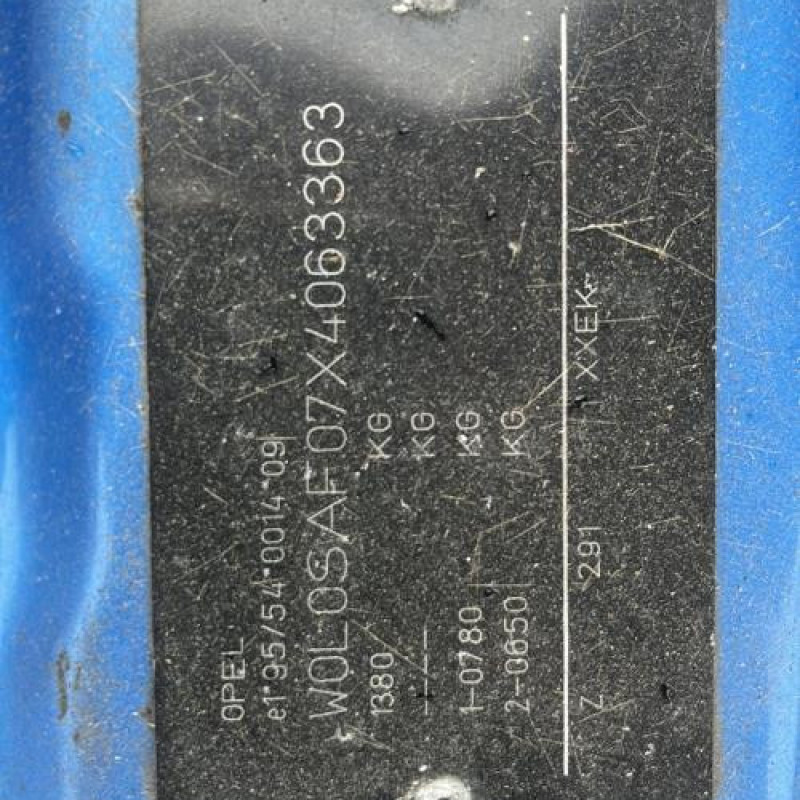 OPEL
e1*95/54*0014*09
W0L0SAF07X4063363
1380 KG
---- KG
1-0780 KG
2-0650 KG
Z 291 XXEK